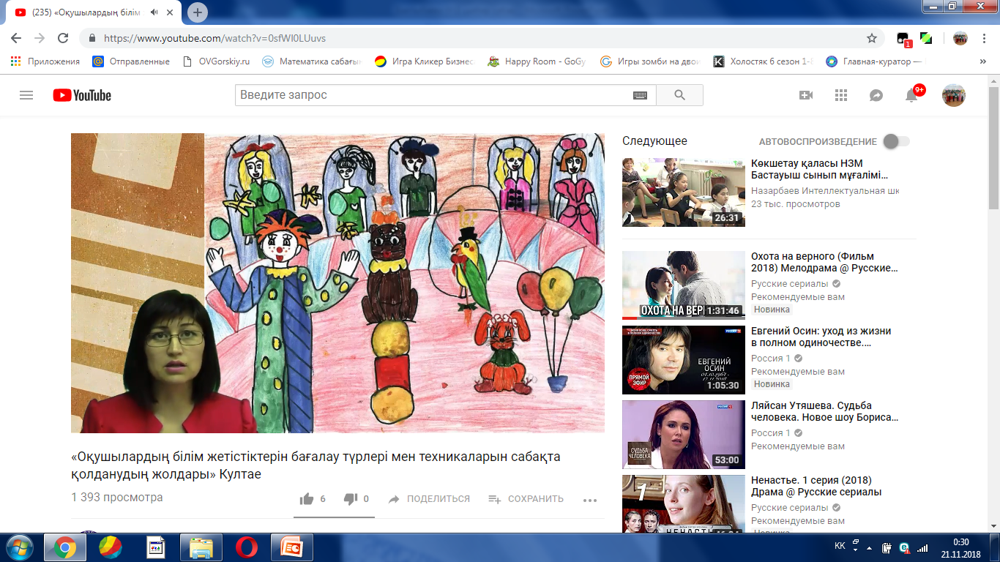 (235) «Оқушылардың білім
https://www.youtube.com/watch?v=0sfWI0LUuvs
1
Приложения
Отправленные
OVGorskiy.ru
Математика сабағын
Игра Кликер Бизнес
Happy Room - GoGy
Игры зомби на двои
Холостяк 6 сезон 1-8
Главная-куратор —
»
YouTube
Введите запрос
9+
Следующее
АВТОВОСПРОИЗВЕДЕНИЕ
26:31
Көкшетау қаласы НЗМ
Бастауыш сынып мұғалімі...
Назарбаев Интеллектуальная шк
23 тыс. просмотров
ОХОТА НА ВЕР
1:31:46
Охота на верного (Фильм
2018) Мелодрама @ Русские...
Русские сериалы
Рекомендуемые вам
Новинка
ПРЯМОЙ
ЭФИР
ЕВГЕНИЙ
ОСИН
1:05:30
Евгений Осин: уход из жизни
в полном одиночестве....
Россия 1
Рекомендуемые вам
Новинка
СУДЬБА
ЧЕЛОВЕКА
53:00
Ляйсан Утяшева. Судьба
человека. Новое шоу Бориса...
Россия 1
Рекомендуемые вам
1
Ненастье. 1 серия (2018)
Драма @ Русские сериалы
Русские сериалы
Рекомендуемые вам
«Оқушылардың білім жетістіктерін бағалау түрлері мен техникаларын сабақта
қолданудың жолдары» Култае
1 393 просмотра
6
0
ПОДЕЛИТЬСЯ
СОХРАНИТЬ
KK
0:30
21.11.2018